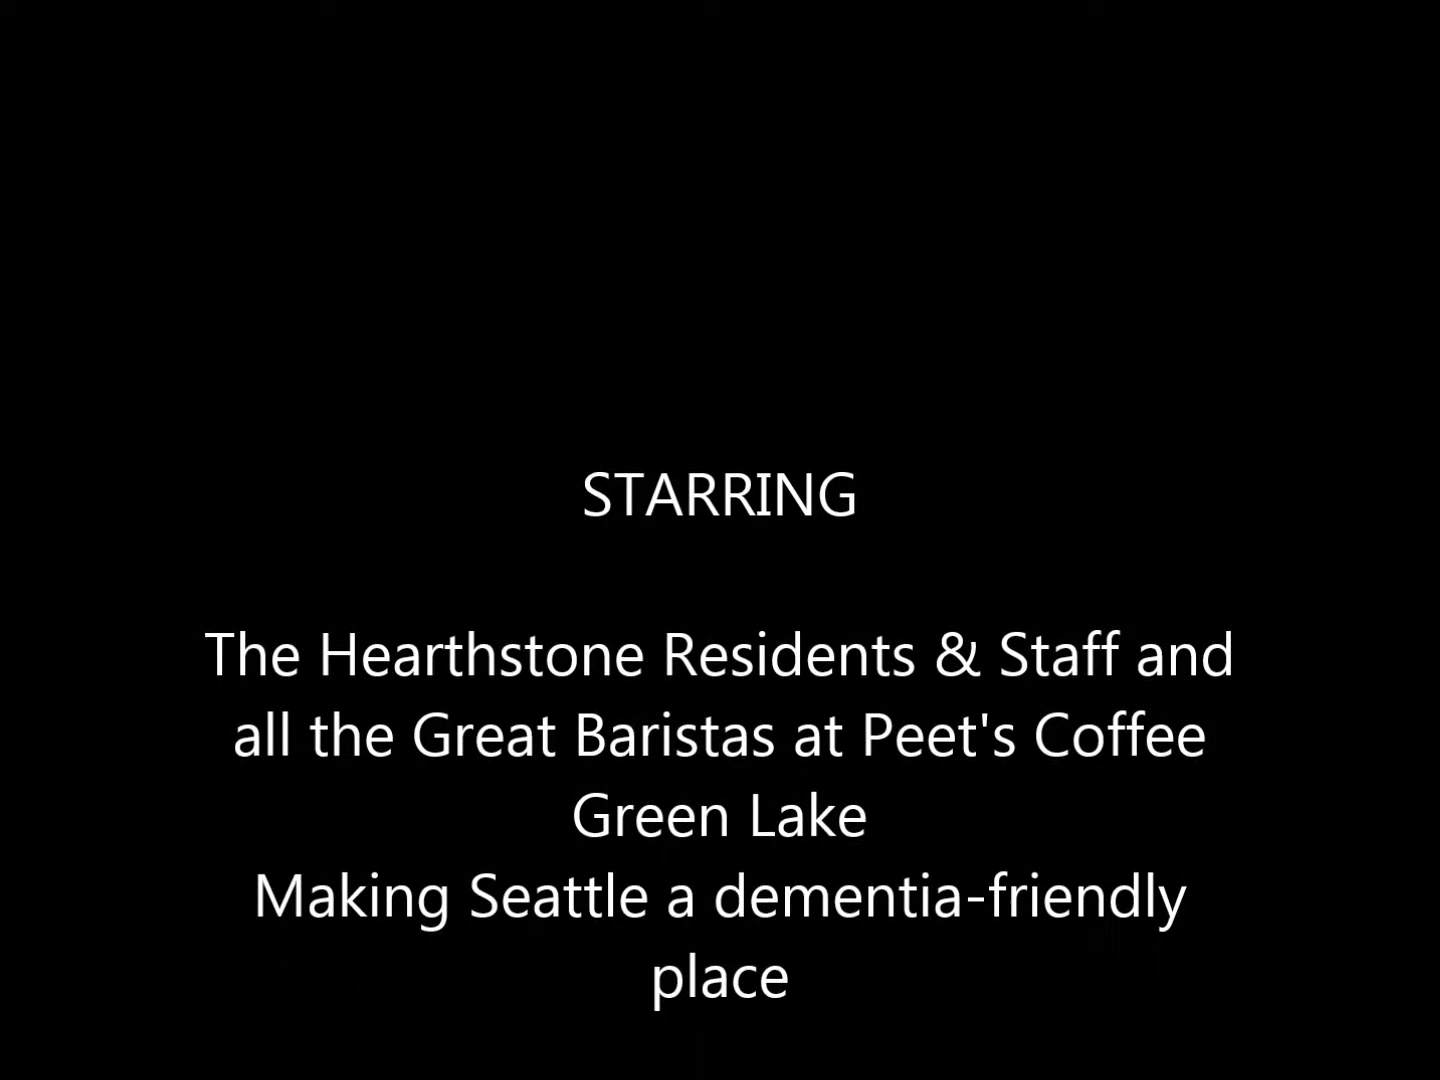 STARRING
The Hearthstone Residents & Staff and
all the Great Baristas at Peet's Coffee
Green Lake
Making Seattle a dementia-friendly
place